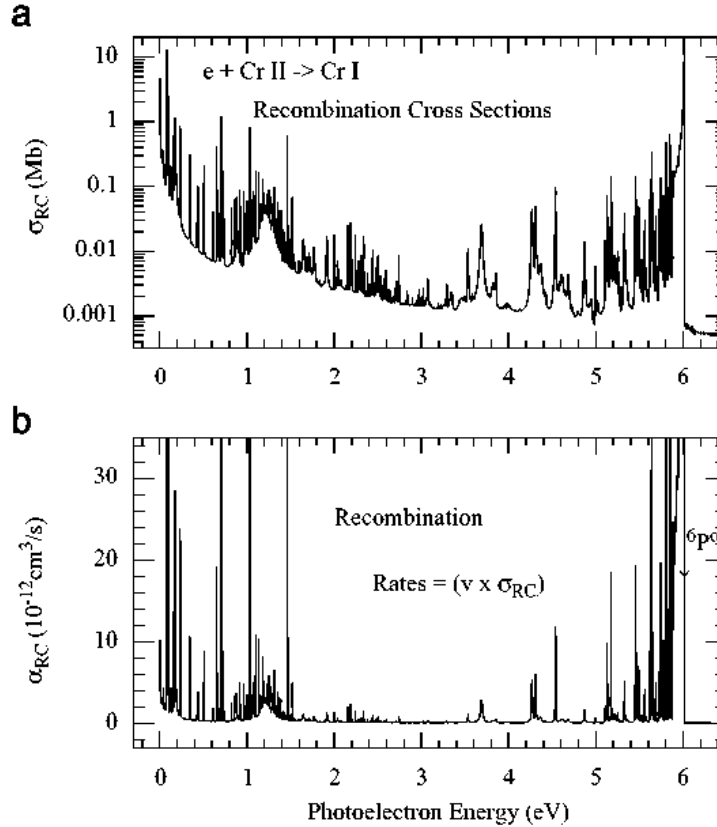 a
e + Cr II -> Cr I
Recombination Cross Sections
σRC (Mb)
10
1
0.1
0.01
0.001
0 1 2 3 4 5 6
b
Recombination
Rates = (v x σRC)
6Po
αRC (10-12cm3/s)
30
20
10
0
0 1 2 3 4 5 6
Photoelectron Energy (eV)